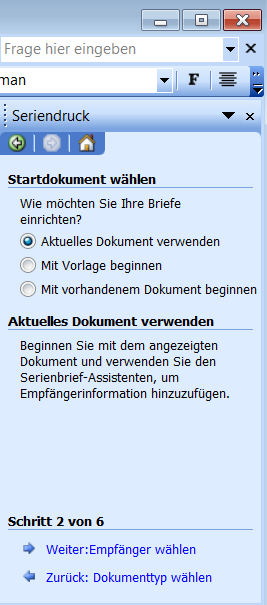 Frage hier eingeben
man
F
Seriendruck
Startdokument wählen
Wie möchten Sie Ihre Briefe
einrichten?
Aktuelles Dokument verwenden
Mit Vorlage beginnen
Mit vorhandenem Dokument beginnen
Aktuelles Dokument verwenden
Beginnen Sie mit dem angezeigten
Dokument und verwenden Sie den
Serienbrief-Assistenten, um
Empfängerinformation hinzuzufügen.
Schritt 2 von 6
Weiter:Empfänger wählen
Zurück: Dokumenttyp wählen